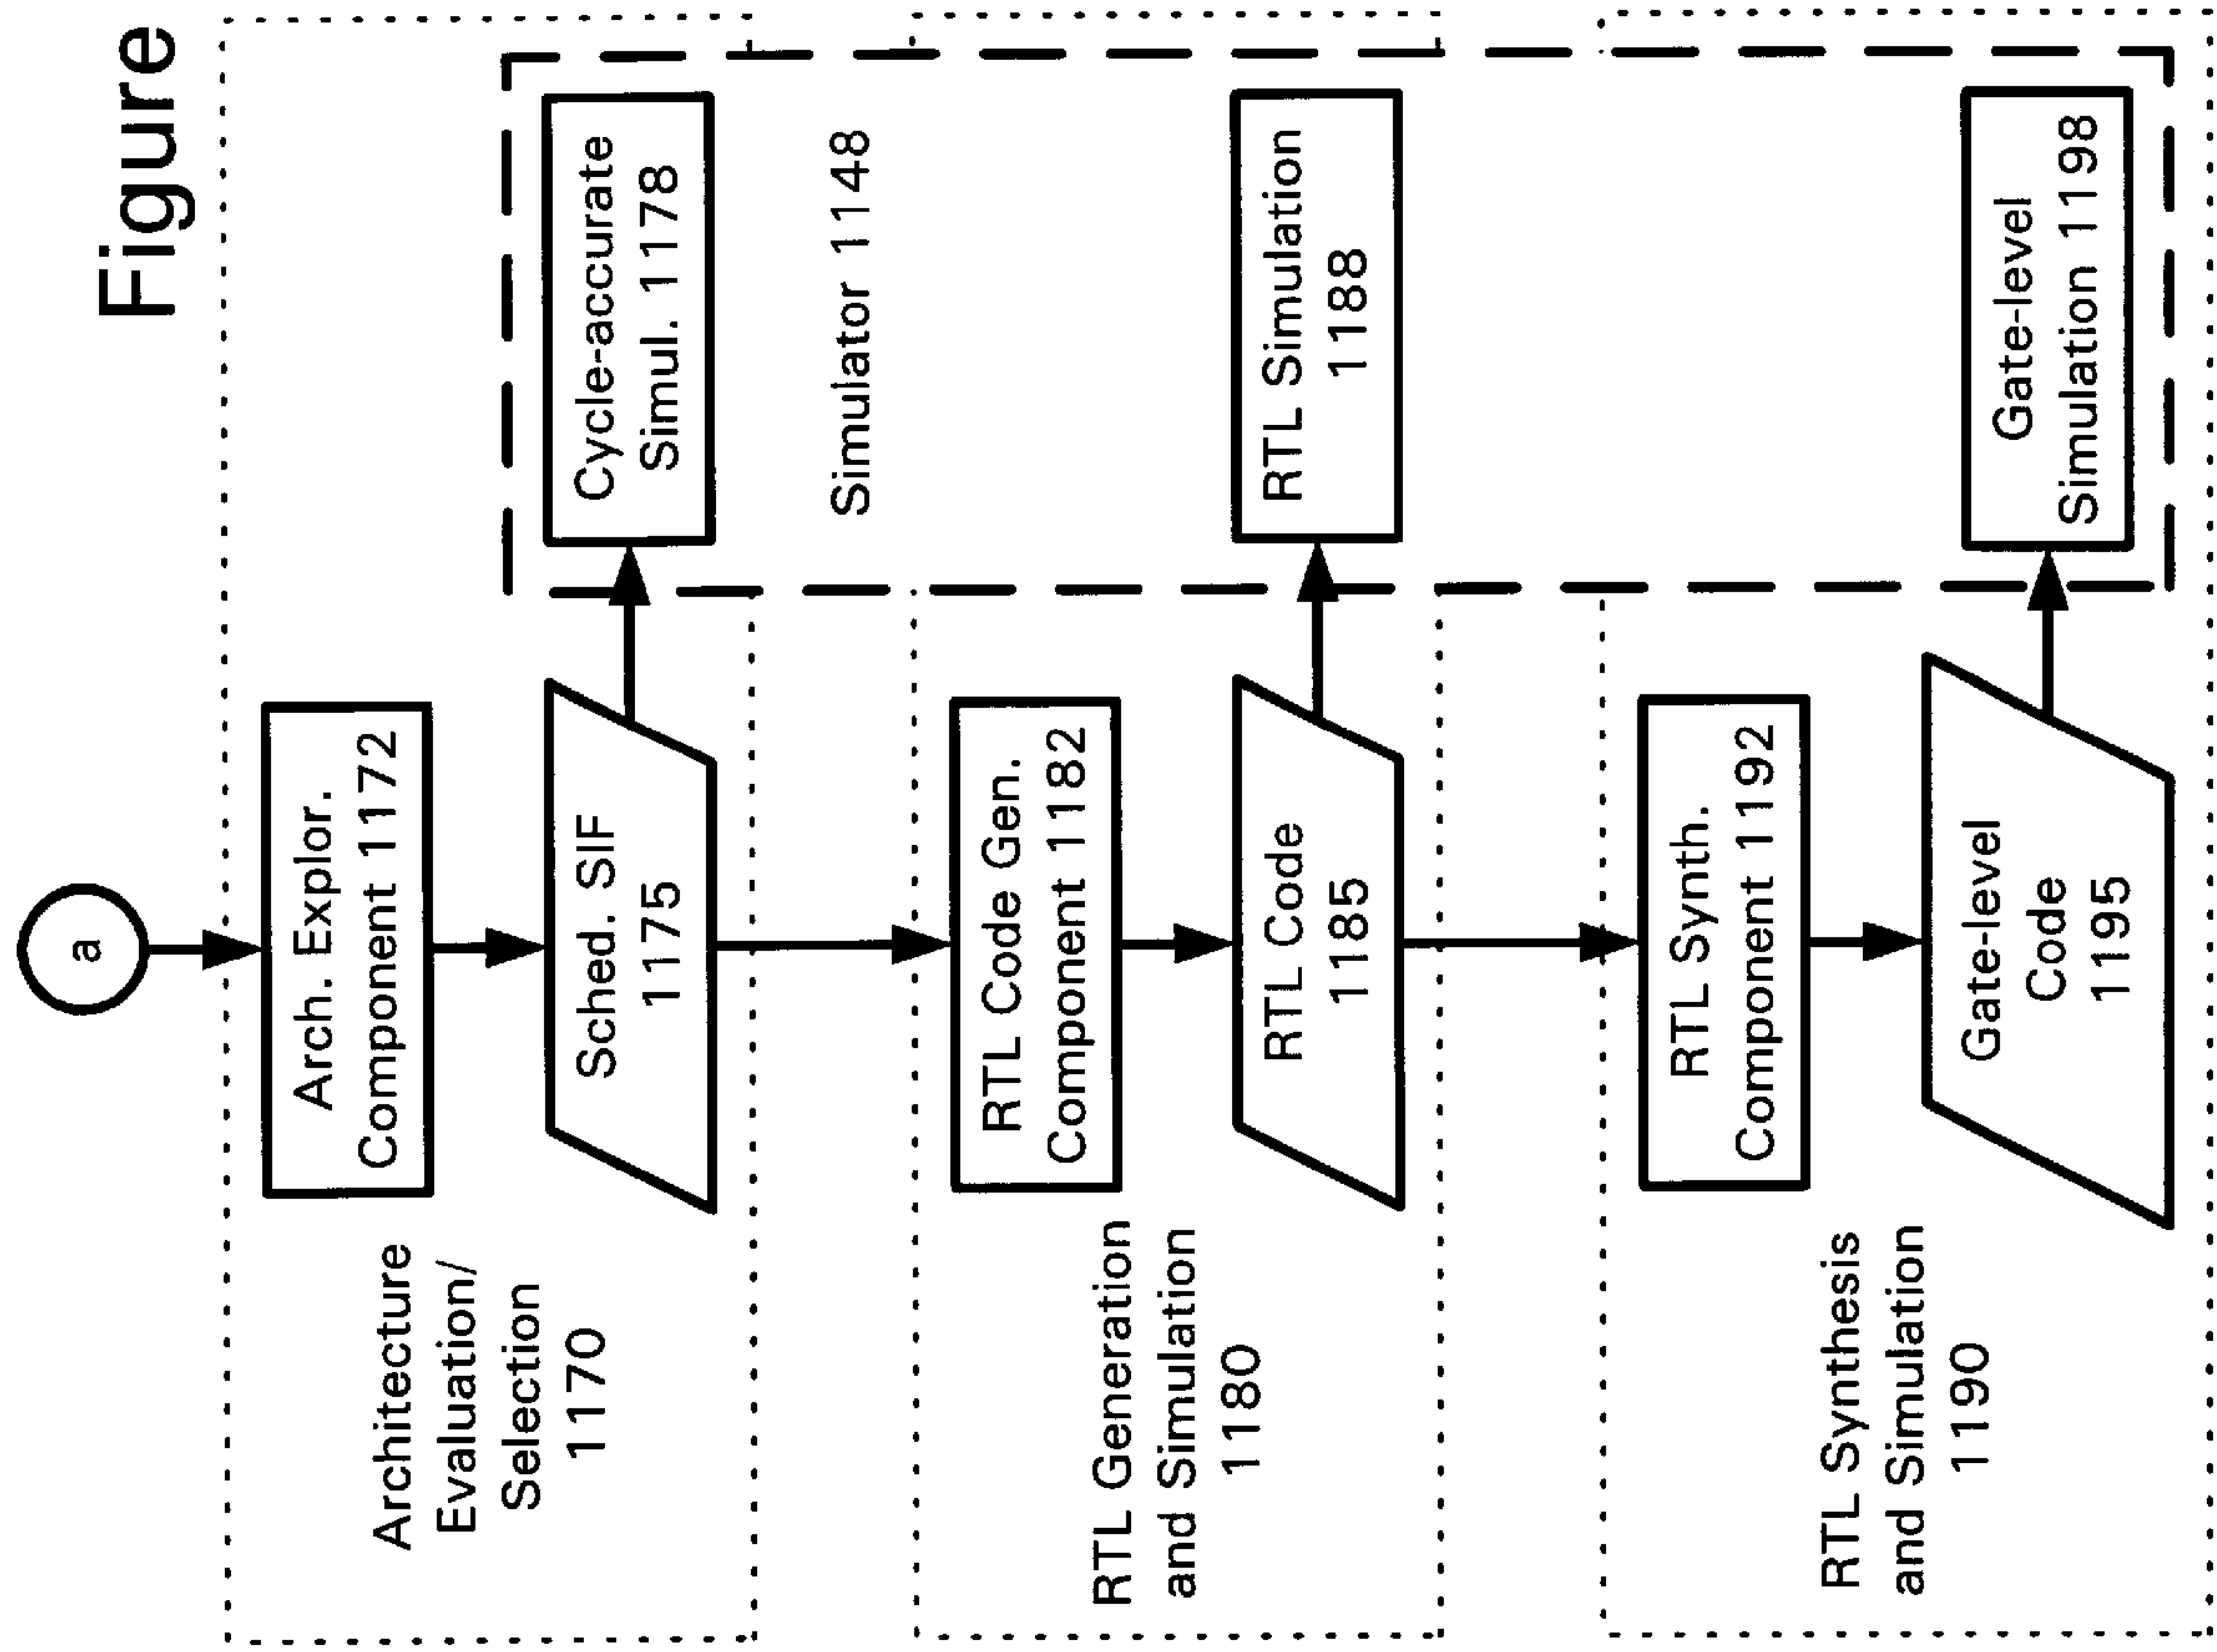 Figure
a
Arch. Explor.
Component 1172
Sched. SIF
1175
Cycle-accurate
Simul. 1178
Architecture
Evaluation/
Selection
1170
Simulator 1148
RTL Code Gen.
Component 1182
RTL Code
1185
RTL Simulation
1188
RTL Generation
and Simulation
1180
RTL Synth.
Component 1192
Gate-level
Code
1195
Gate-level
Simulation 1198
RTL Synthesis
and Simulation
1190